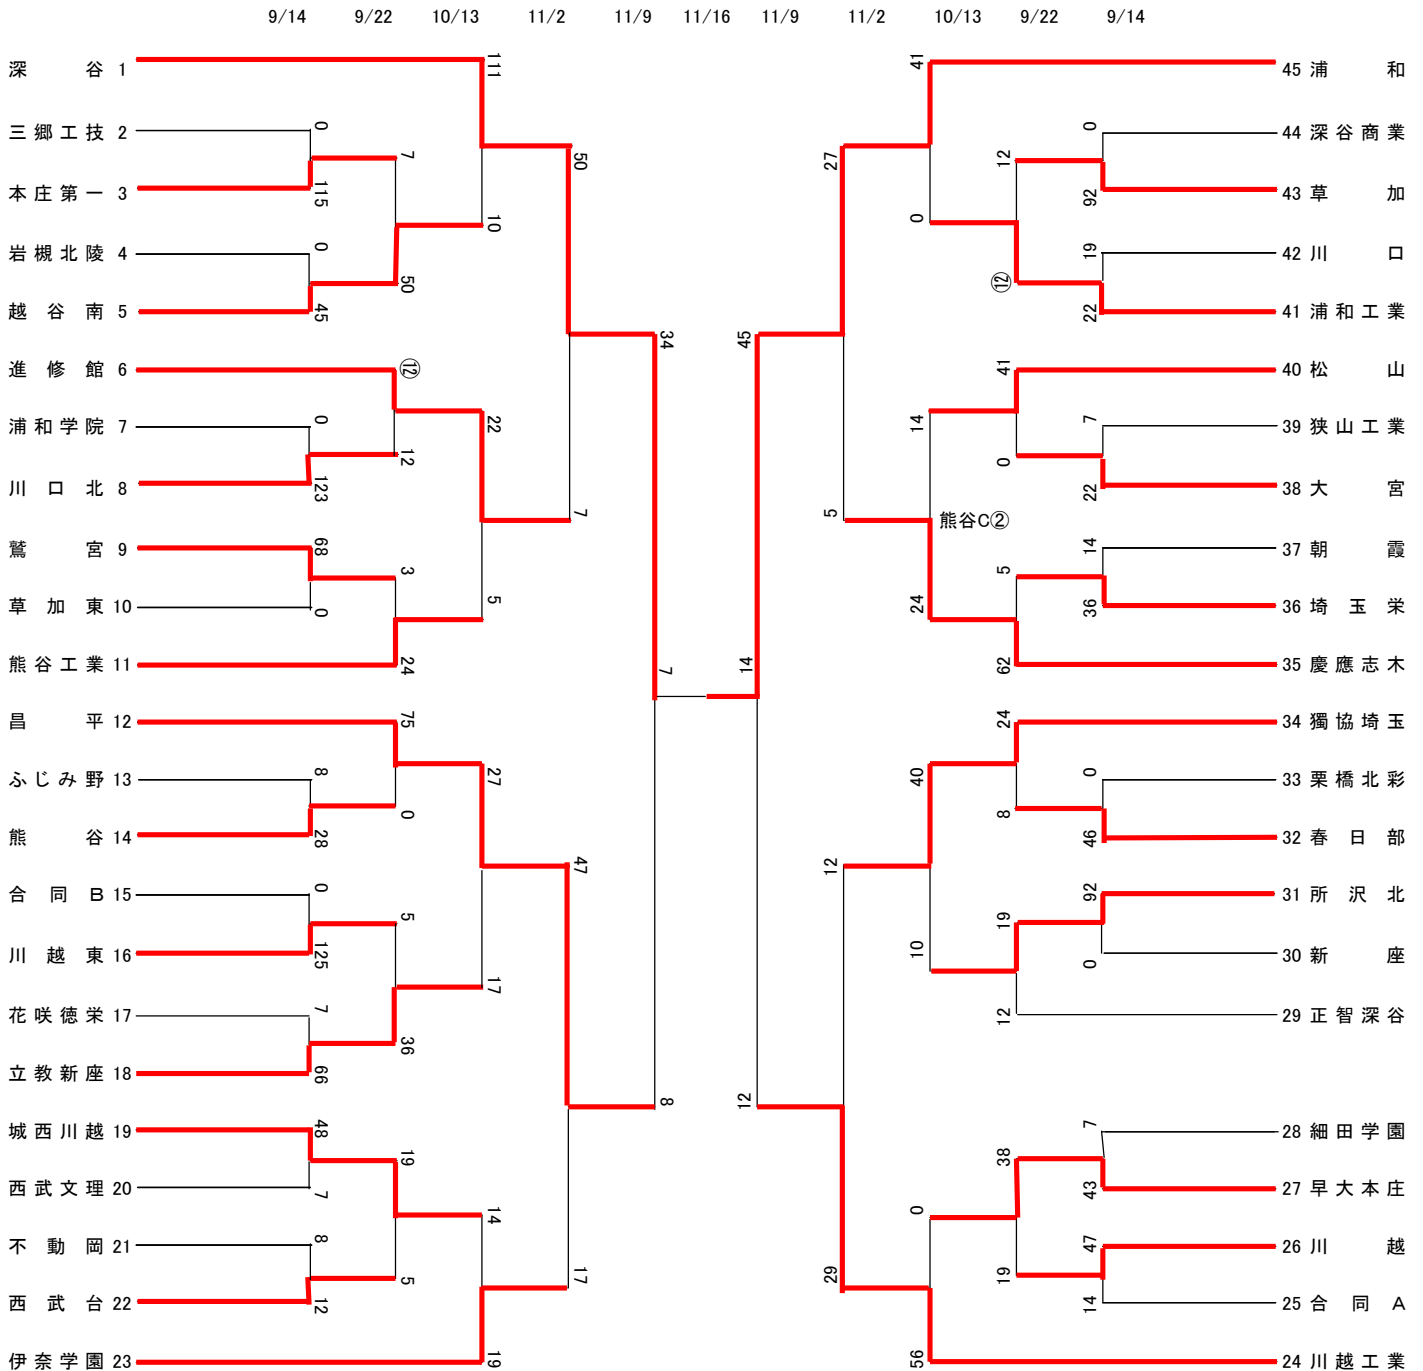 9/14 9/22 10/13 11/2 11/9 11/16 11/9 11/2 10/13 9/22 9/14
深谷 1 111 41 45 浦和
三郷工技 2 0 0 44 深谷商業
7 50 27 12
本庄第一 3 115 92 43 草加
10 0
岩槻北陵 4 0 19 42 川口
50 ⑫
越谷南 5 45 22 41 浦和工業
34 45
進修館 6 ⑫ 41 40 松山
22 14
浦和学院 7 0 7 39 狭山工業
12 0
川口北 8 123 22 38 大宮
7 5 熊谷C②
鷲宮 9 68 14 37 朝霞
3 5
草加東 10 0 5 24 36 36 埼玉栄
熊谷工業 11 24 62 35 慶應志木
7 14
昌平 12 75 24 34 獨協埼玉
27 40
ふじみ野 13 8 0 33 栗橋北彩
0 8
熊谷 14 28 46 32 春日部
47 12
合同B 15 0 92 31 所沢北
5 19
川越東 16 125 10 0 30 新座
17
花咲徳栄 17 7 12 29 正智深谷
36
立教新座 18 66
8 12
城西川越 19 48 7 28 細田学園
19 38
西武文理 20 7 43 27 早大本庄
14 0
不動岡 21 8 47 26 川越
5 17 29 19
西武台 22 12 14 25 合同A
伊奈学園 23 19 56 24 川越工業